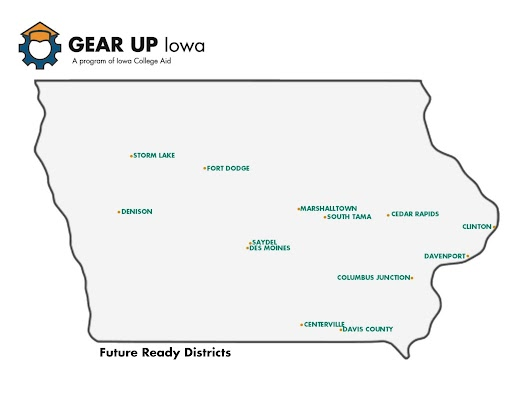 GEAR UP Iowa
A program of Iowa College Aid
STORM LAKE
FORT DODGE
DENISON
MARSHALLTOWN
SOUTH TAMA
CEDAR RAPIDS
CLINTON
SAYDEL
DES MOINES
DAVENPORT
COLUMBUS JUNCTION
CENTERVILLE
DAVIS COUNTY
Future Ready Districts